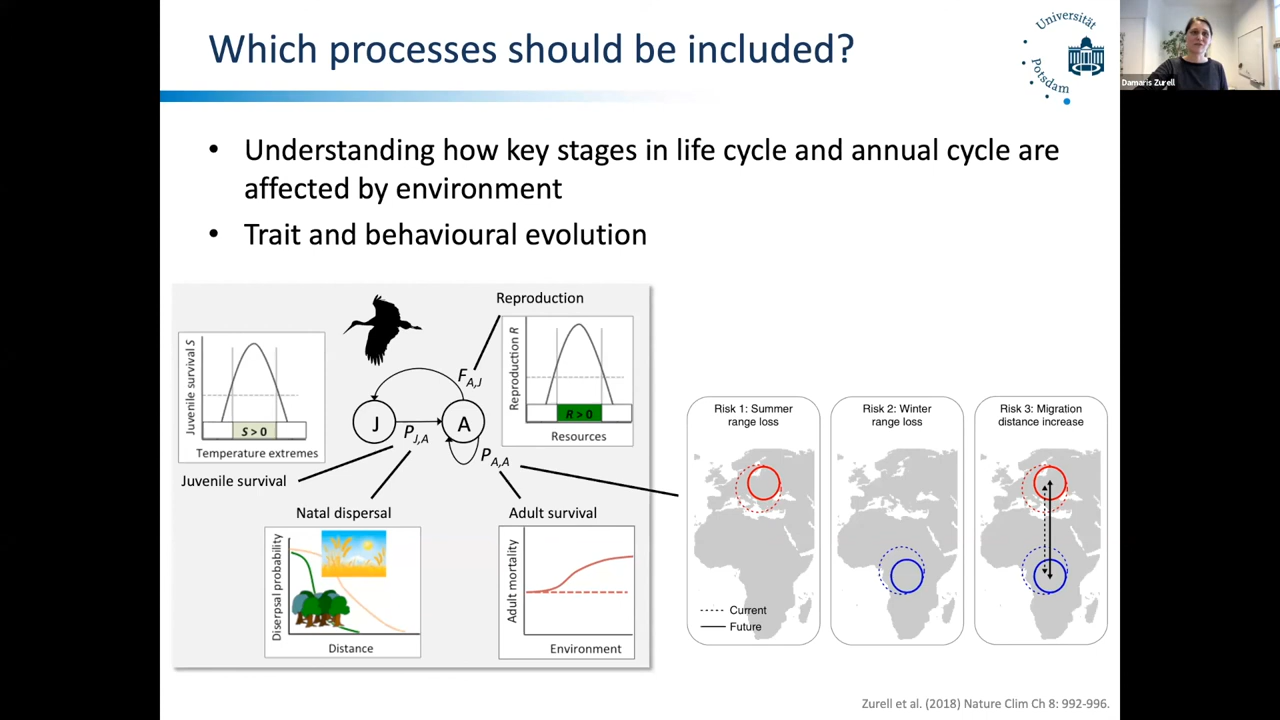 Which processes should be included?
Universität
Potsdam
Damaris Zurell
• Understanding how key stages in life cycle and annual cycle are
affected by environment
• Trait and behavioural evolution
Reproduction
Juvenile survival S
S > 0
Temperature extremes
Juvenile survival
J
A
F A,J
P J,A
P A,A
Reproduction R
R > 0
Resources
Natal dispersal
Diserpsal probability
Distance
Adult survival
Adult mortality
Environment
Risk 1: Summer
range loss
Current
Future
Risk 2: Winter
range loss
Risk 3: Migration
distance increase
Zurell et al. (2018) Nature Clim Ch 8: 992-996.